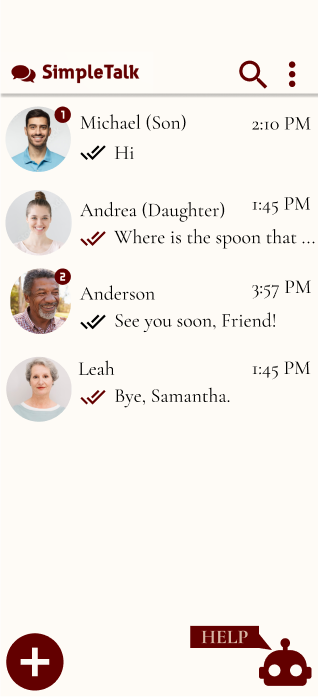 SimpleTalk
1
Michael (Son)
2:10 PM
Hi
Andrea (Daughter)
1:45 PM
Where is the spoon that ...
2
Anderson
3:57 PM
See you soon, Friend!
Leah
1:45 PM
Bye, Samantha.
HELP